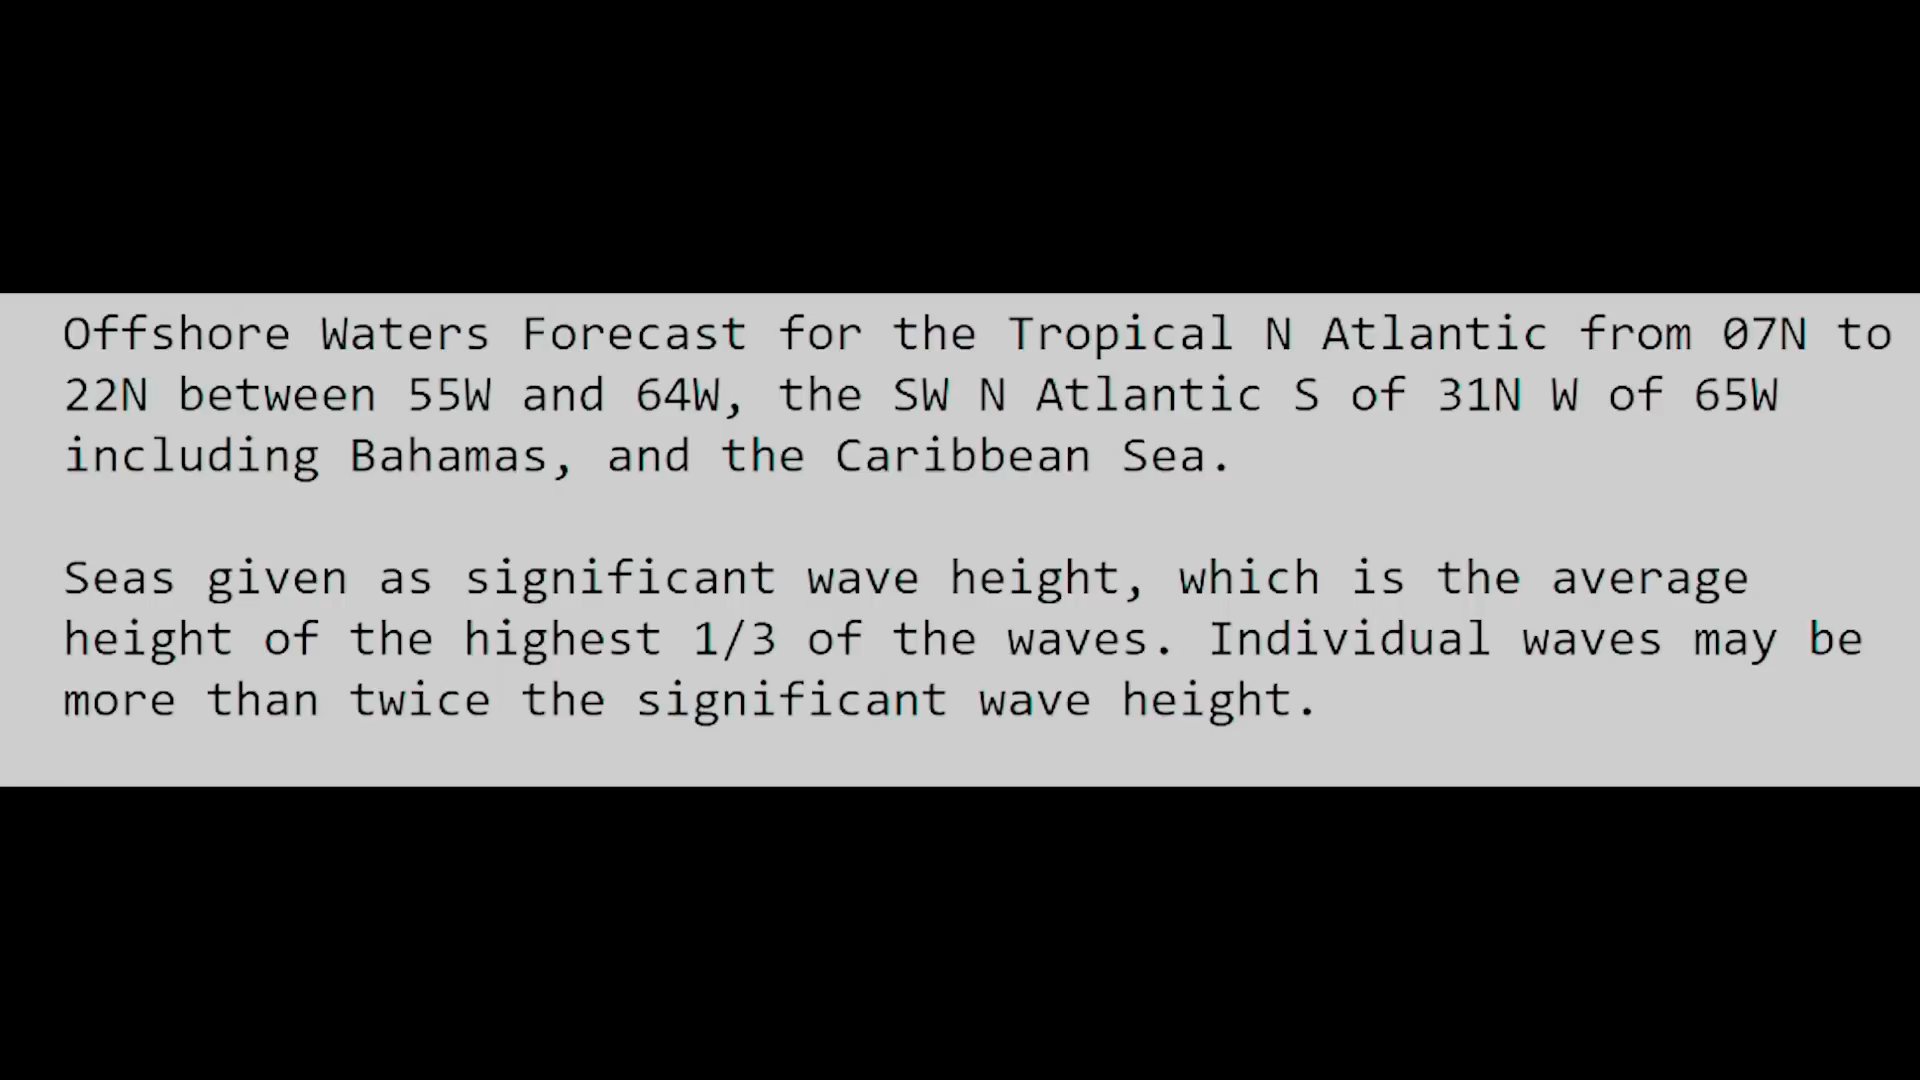 Offshore Waters Forecast for the Tropical N Atlantic from 07N to
22N between 55W and 64W, the SW N Atlantic S of 31N W of 65W
including Bahamas, and the Caribbean Sea.
Seas given as significant wave height, which is the average
height of the highest 1/3 of the waves. Individual waves may be
more than twice the significant wave height.